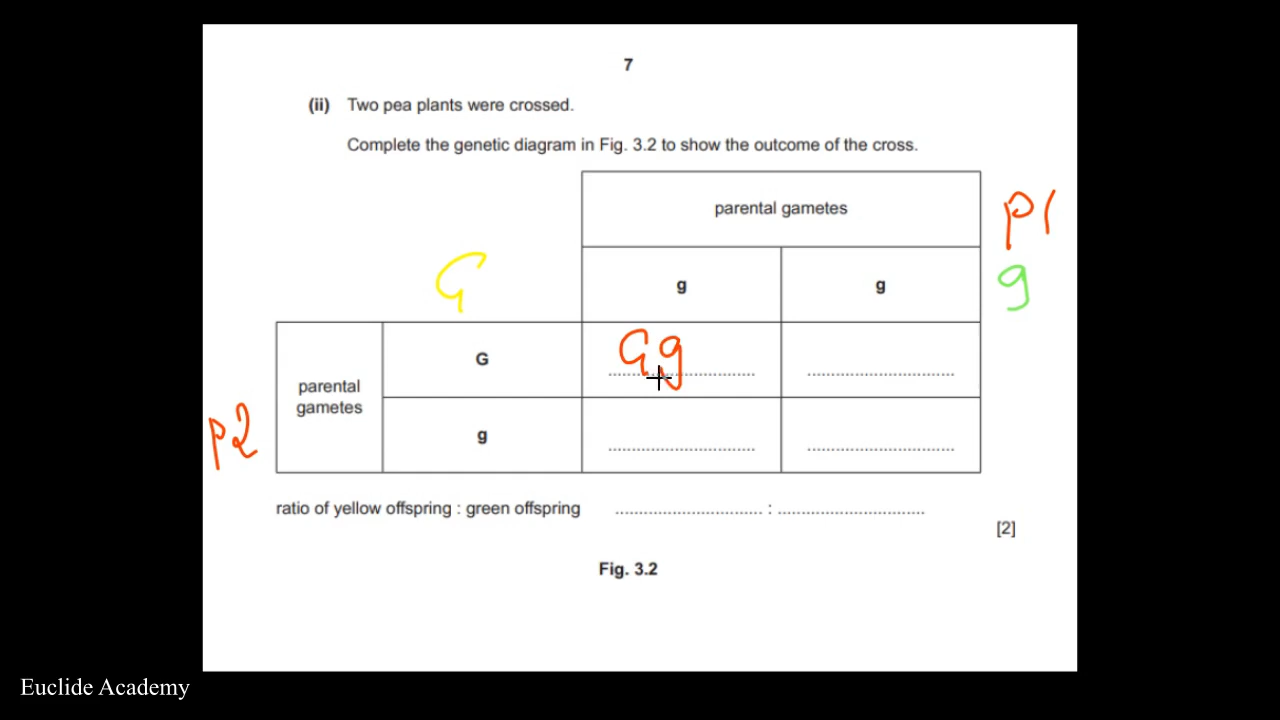 7
(ii) Two pea plants were crossed.
Complete the genetic diagram in Fig. 3.2 to show the outcome of the cross.
parental gametes
P1
G
g
g
g
parental
gametes
G
Gg
....................................
....................................
P2
g
....................................
....................................
ratio of yellow offspring : green offspring .................................... : ....................................
[2]
Fig. 3.2
Euclide Academy